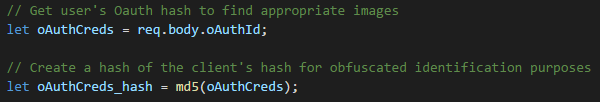 // Get user's Oauth hash to find appropriate images
let oAuthCreds = req.body.oAuthId;
// Create a hash of the client's hash for obfuscated identification purposes
let oAuthCreds_hash = md5(oAuthCreds);